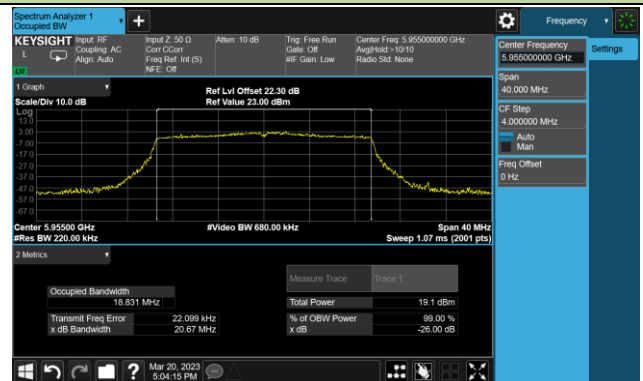 Spectrum Analyzer 1
Occupied BW
+
Frequency
KEYSIGHT
L
Input: RF
Coupling: AC
Align: Auto
Input Z: 50 Ω
Corr CCorr
Freq Ref: Int (S)
NFE: Off
Atten: 10 dB
Trig: Free Run
Gate: Off
#IF Gain: Low
Center Freq: 5.955000000 GHz
Avg|Hold:>10/10
Radio Std: None
Center Frequency
5.955000000 GHz
Settings
Span
40.000 MHz
CF Step
4.000000 MHz
Auto
Man
Freq Offset
0 Hz
1 Graph
Scale/Div 10.0 dB
Ref Lvl Offset 22.30 dB
Ref Value 23.00 dBm
Log
13.0
3.00
-7.00
-17.0
-27.0
-37.0
-47.0
-57.0
-67.0
Center 5.95500 GHz
#Res BW 220.00 kHz
#Video BW 680.00 kHz
Span 40 MHz
Sweep 1.07 ms (2001 pts)
2 Metrics
Measure Trace
Trace 1
Occupied Bandwidth
18.831 MHz
Total Power
19.1 dBm
Transmit Freq Error
22.099 kHz
% of OBW Power
99.00 %
x dB Bandwidth
20.67 MHz
x dB
-26.00 dB
?
Mar 20, 2023
5:04:15 PM